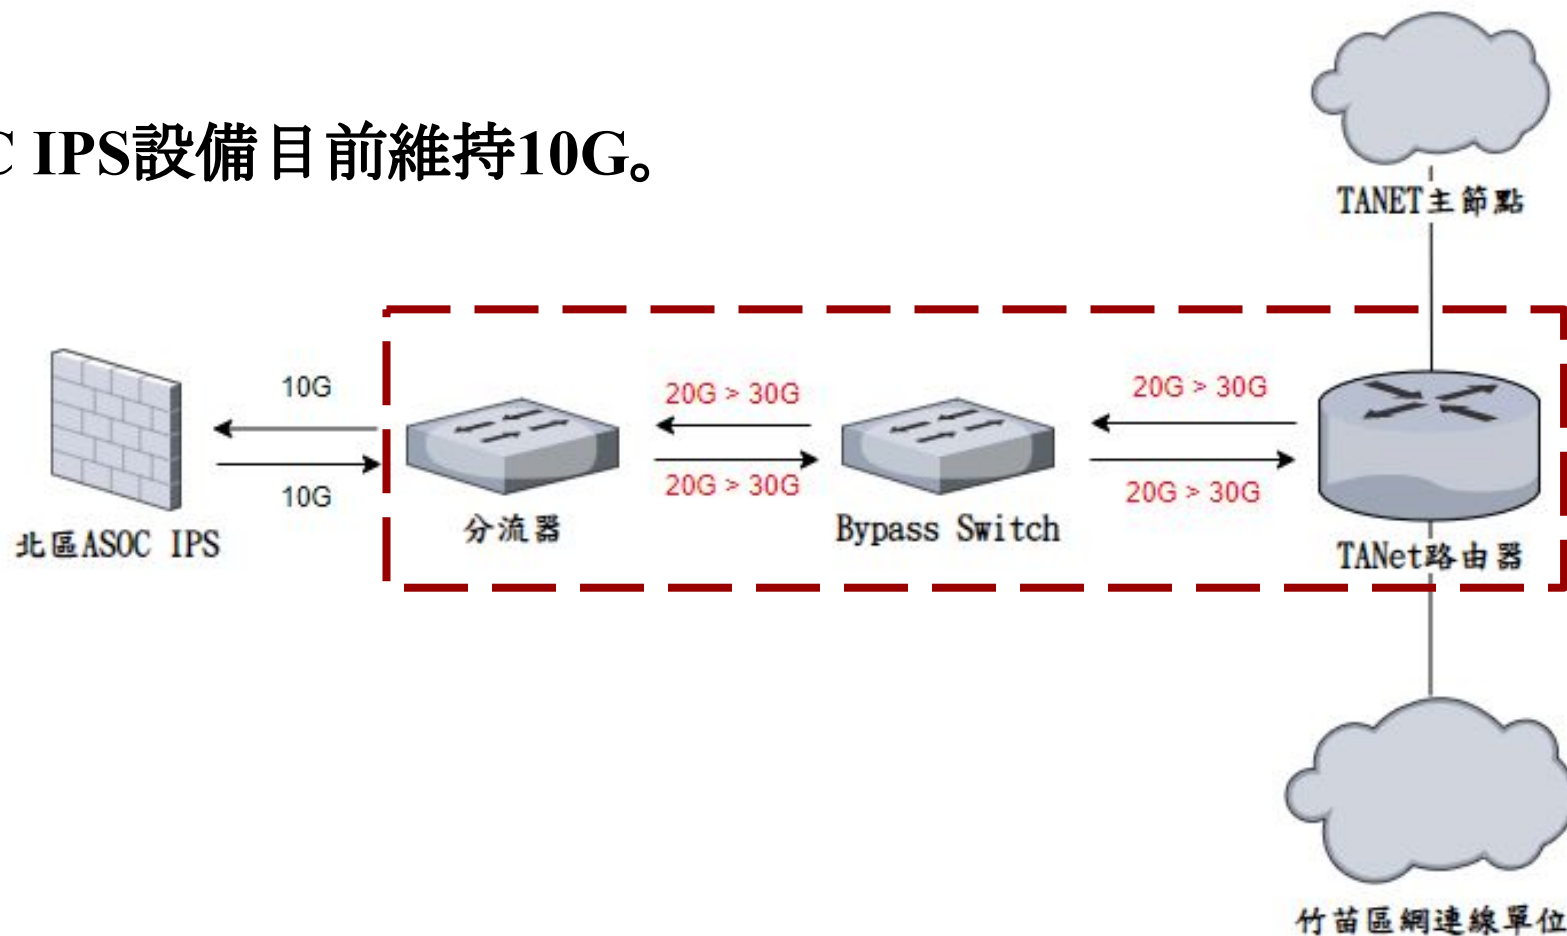 C IPS設備目前維持10G。
TANET主節點
10G
20G > 30G
20G > 30G
10G
20G > 30G
20G > 30G
北區ASOC IPS
分流器
Bypass Switch
TANet路由器
竹苗區網連線單位